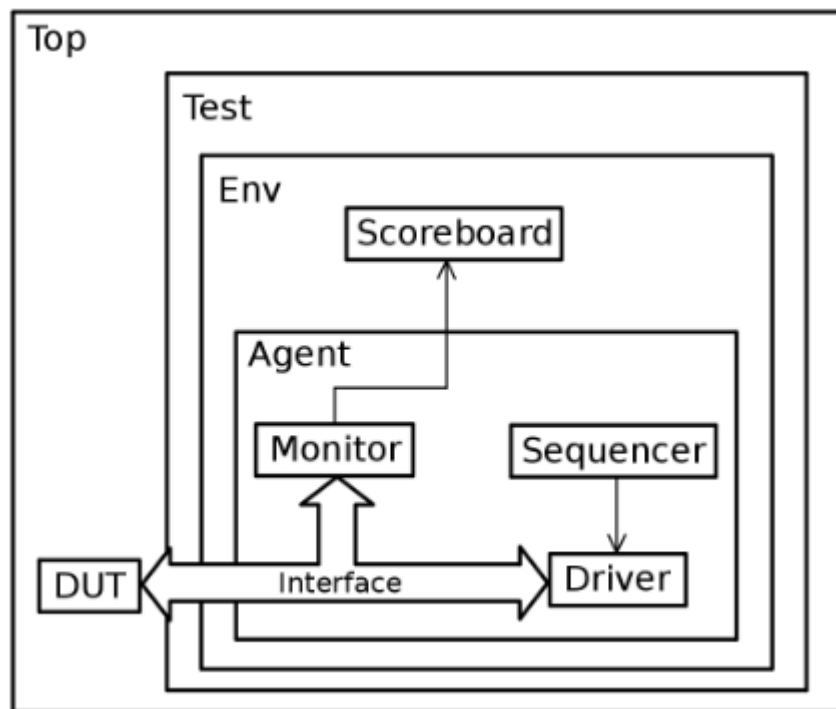 Top
Test
Env
Scoreboard
Agent
Monitor
Sequencer
DUT
Interface
Driver